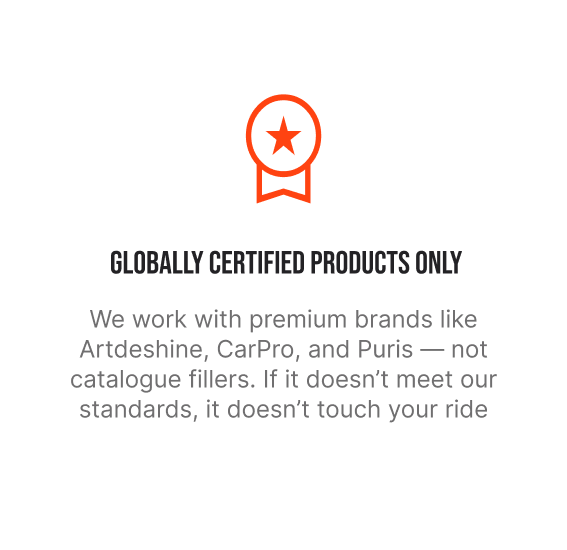 GLOBALLY CERTIFIED PRODUCTS ONLY
We work with premium brands like
Artdeshine, CarPro, and Puris — not
catalogue fillers. If it doesn’t meet our
standards, it doesn’t touch your ride